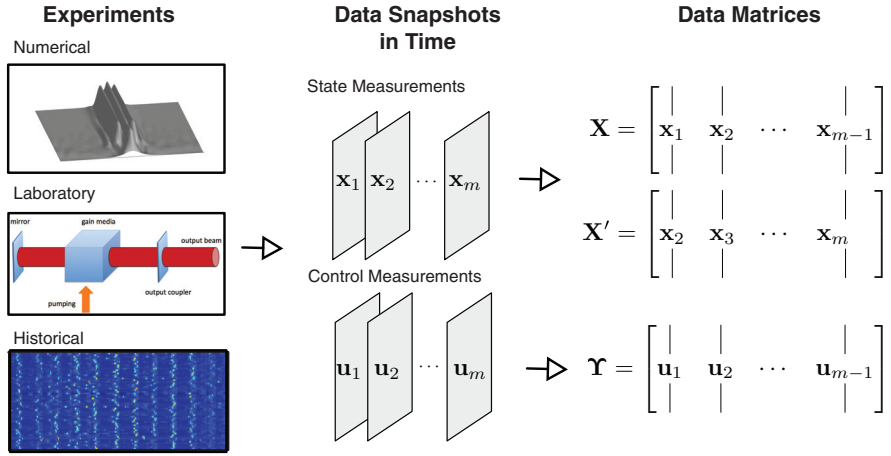 Experiments
Numerical
Laboratory
mirror
gain media
output beam
output coupler
pumping
Historical
Data Snapshots
in Time
State Measurements
x₁ x₂ ··· xₘ
Control Measurements
u₁ u₂ ··· uₘ
Data Matrices
X = [x₁ x₂ ··· xₘ₋₁]
X′ = [x₂ x₃ ··· xₘ]
ϒ = [u₁ u₂ ··· uₘ₋₁]